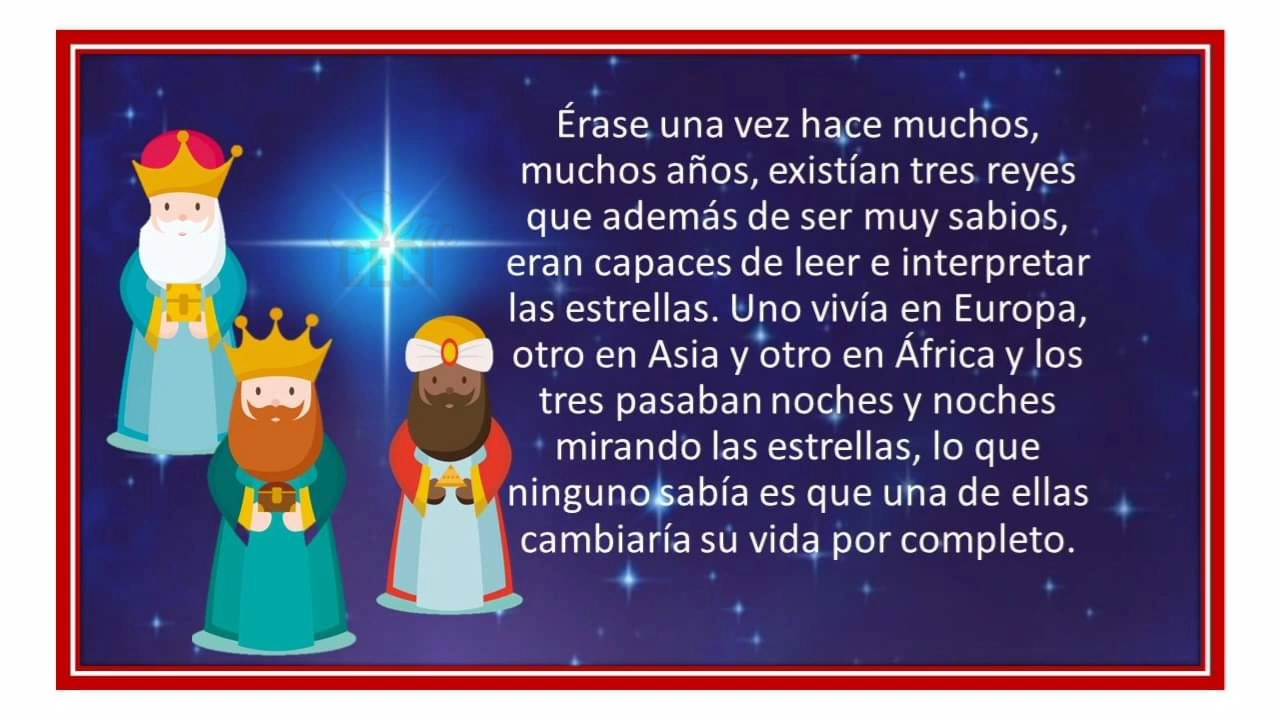 Érase una vez hace muchos,
muchos años, existían tres reyes
que además de ser muy sabios,
eran capaces de leer e interpretar
las estrellas. Uno vivía en Europa,
otro en Asia y otro en África y los
tres pasaban noches y noches
mirando las estrellas, lo que
ninguno sabía es que una de ellas
cambiaría su vida por completo.